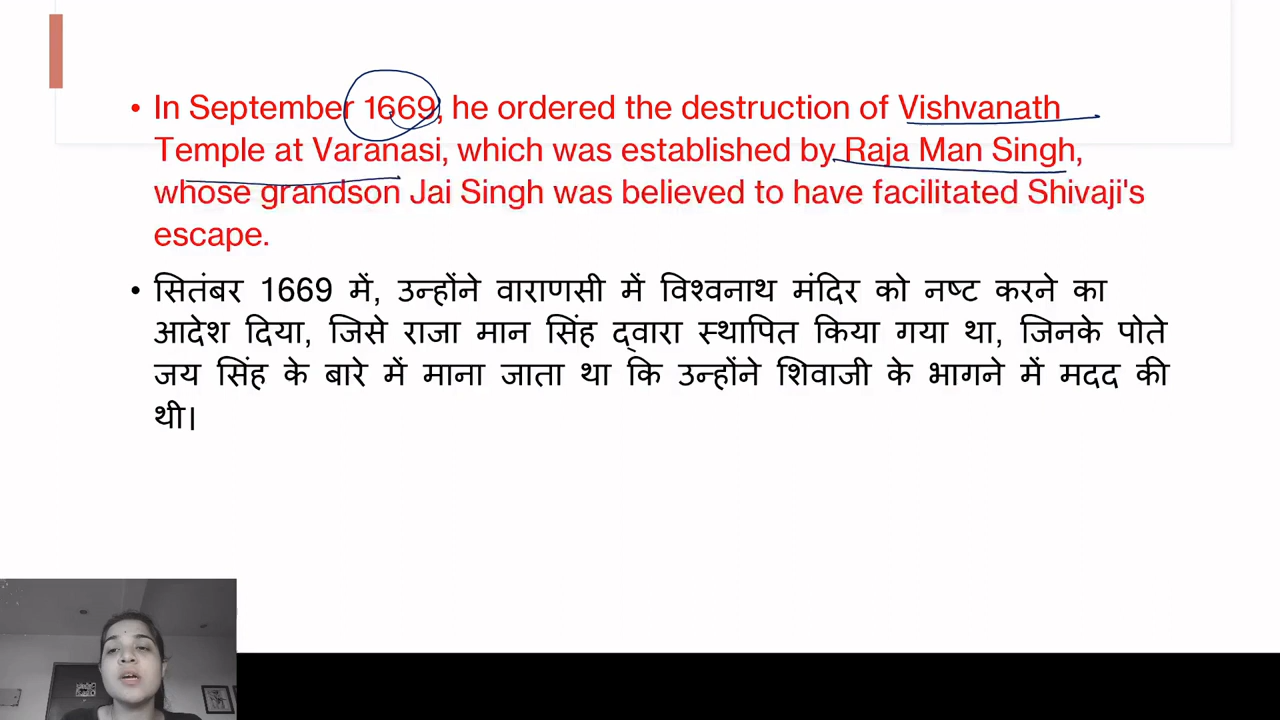 • In September 1669, he ordered the destruction of Vishvanath
Temple at Varanasi, which was established by Raja Man Singh,
whose grandson Jai Singh was believed to have facilitated Shivaji's
escape.
• सितंबर 1669 में, उन्होंने वाराणसी में विश्वनाथ मंदिर को नष्ट करने का
आदेश दिया, जिसे राजा मान सिंह द्वारा स्थापित किया गया था, जिनके पोते
जय सिंह के बारे में माना जाता था कि उन्होंने शिवाजी के भागने में मदद की
थी।